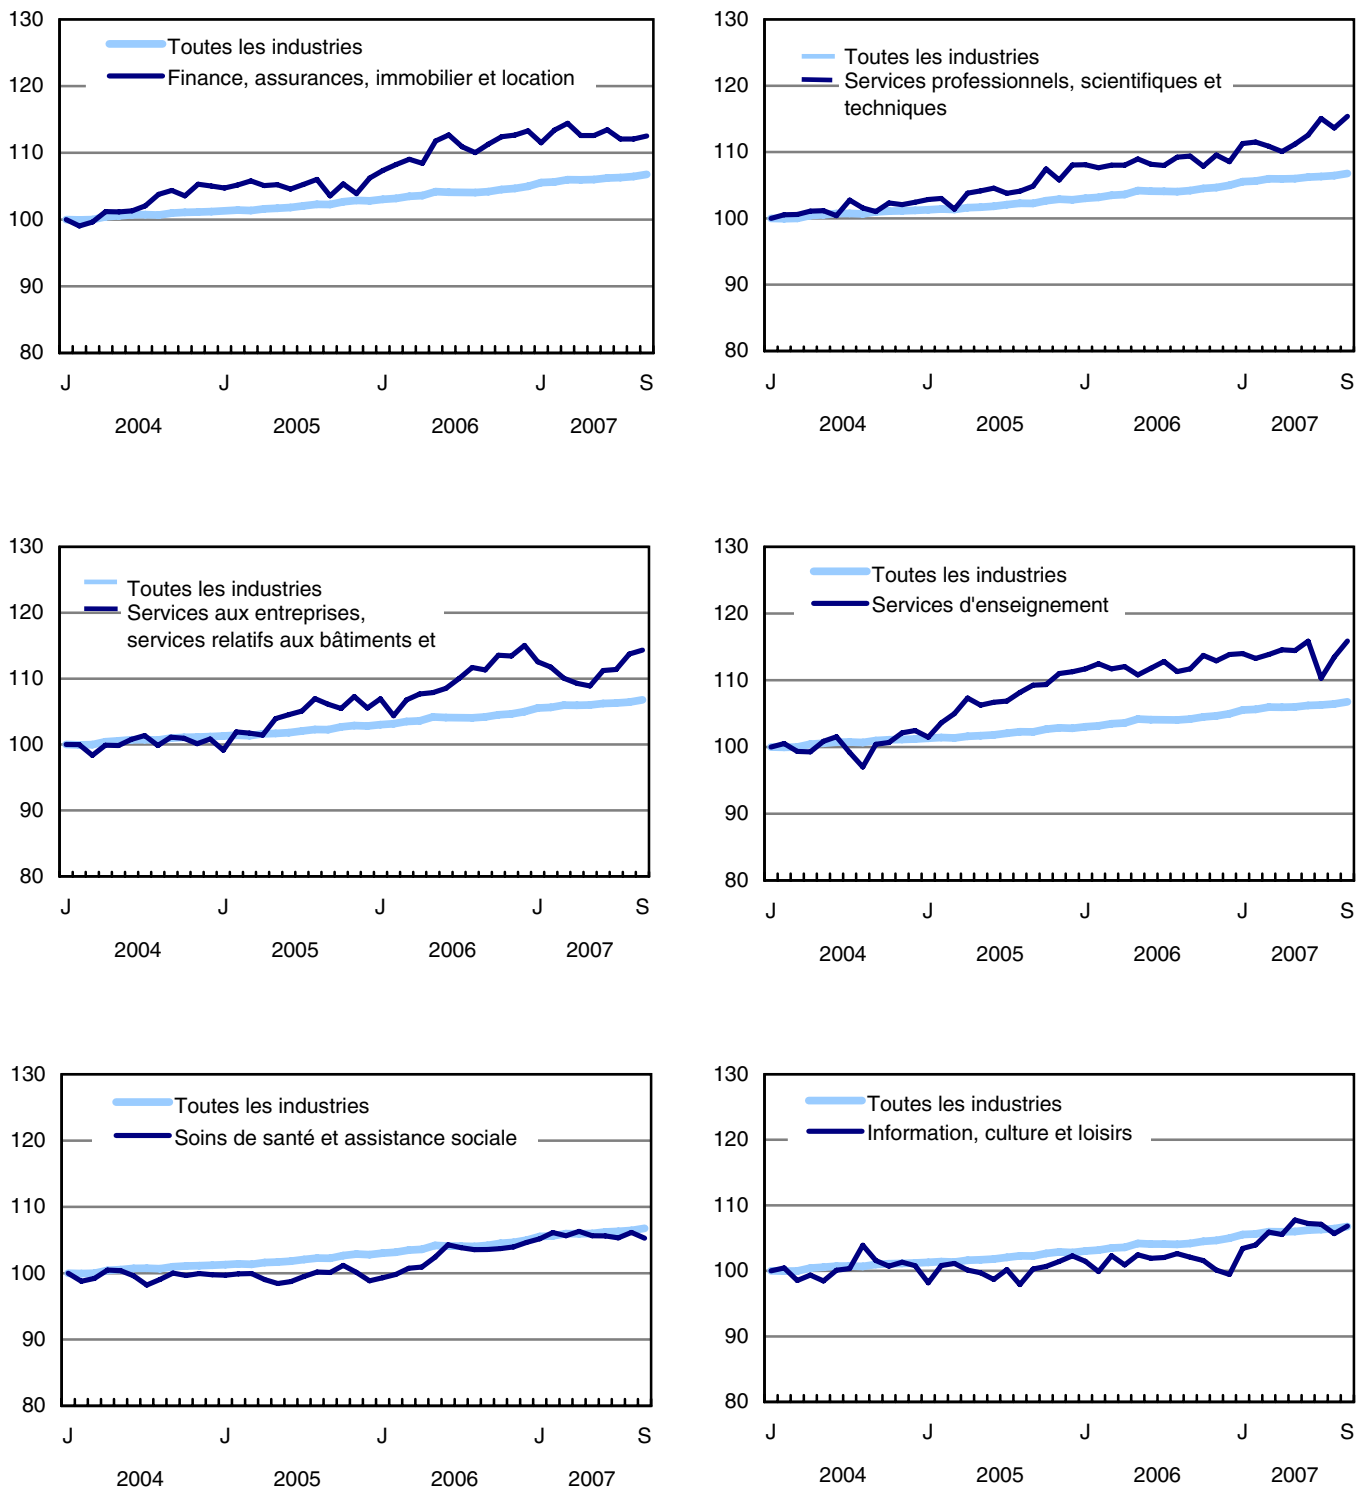 130
120
110
100
90
80
Toutes les industries
Finance, assurances, immobilier et location
J J J J S
2004 2005 2006 2007
130
120
110
100
90
80
Toutes les industries
Services professionnels, scientifiques et
techniques
J J J J S
2004 2005 2006 2007
130
120
110
100
90
80
Toutes les industries
Services aux entreprises,
services relatifs aux bâtiments et
J J J J S
2004 2005 2006 2007
130
120
110
100
90
80
Toutes les industries
Services d'enseignement
J J J J S
2004 2005 2006 2007
130
120
110
100
90
80
Toutes les industries
Soins de santé et assistance sociale
J J J J S
2004 2005 2006 2007
130
120
110
100
90
80
Toutes les industries
Information, culture et loisirs
J J J J S
2004 2005 2006 2007